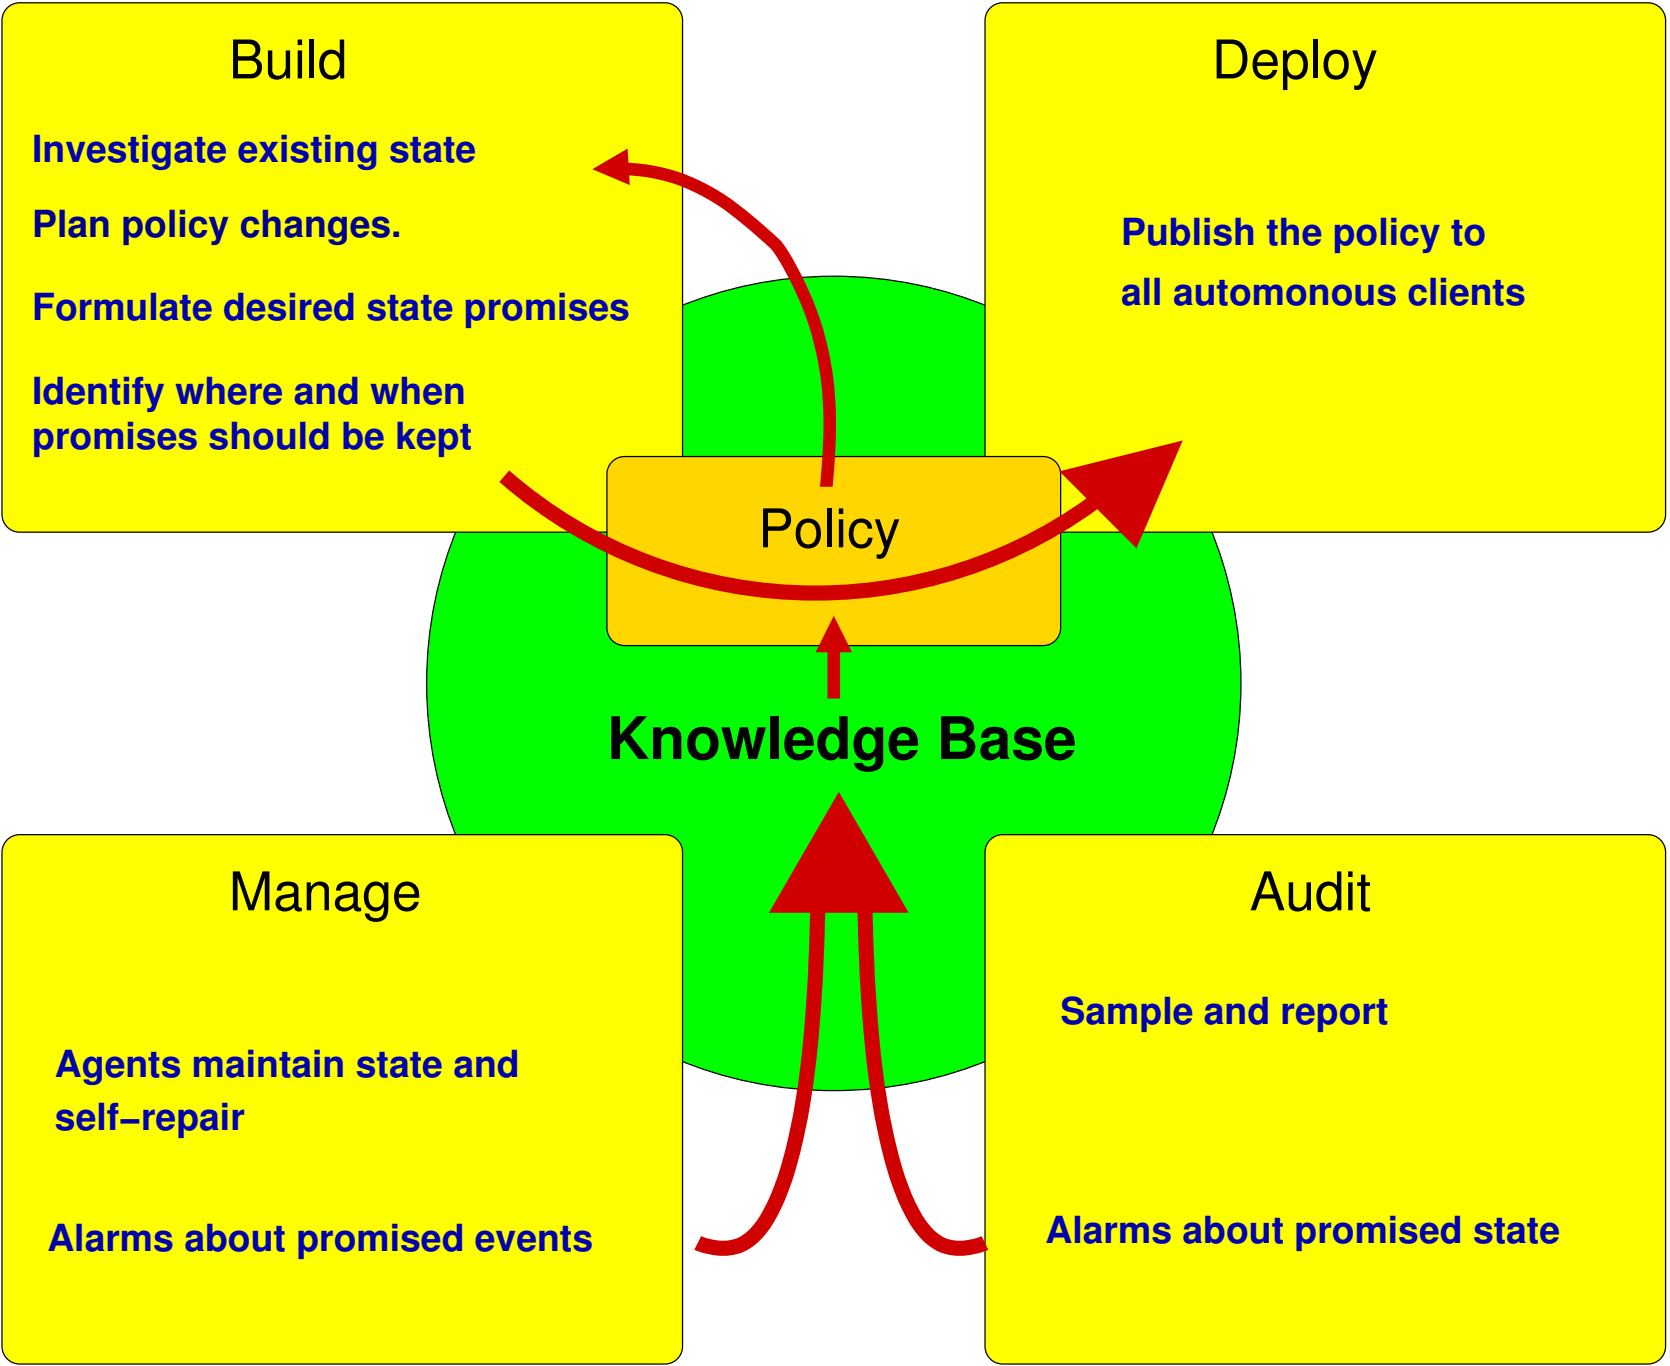 Build
Investigate existing state
Plan policy changes.
Formulate desired state promises
Identify where and when
promises should be kept
Deploy
Publish the policy to
all automonous clients
Policy
Knowledge Base
Manage
Agents maintain state and
self−repair
Alarms about promised events
Audit
Sample and report
Alarms about promised state